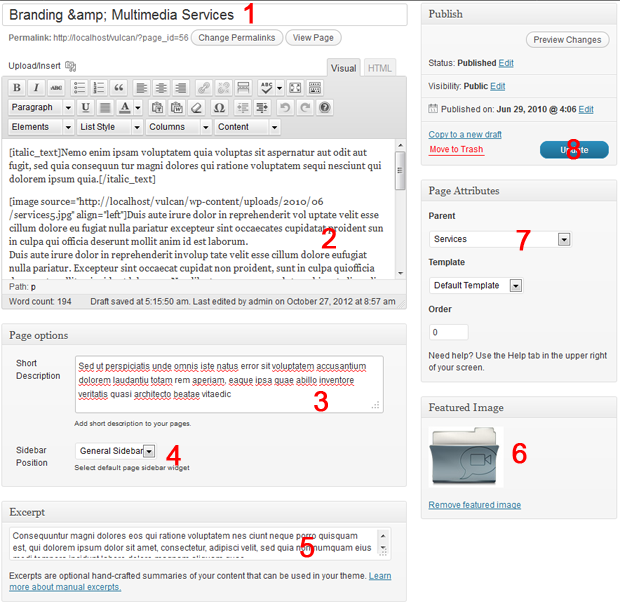 Branding &amp; Multimedia Services 1
Permalink: http://localhost/vulcan/?page_id=56 Change Permalinks View Page
Upload/Insert Visual HTML
B I ABC ABC
Paragraph U A Ω
Elements List Style Columns Content
[italic_text]Nemo enim ipsam voluptatem quia voluptas sit aspernatur aut odit aut
fugit, sed quia consequun tur magni dolores qui ratione voluptatem sequi nesciunt qui
dolorem ipsum quia.[/italic_text]
[image source="http://localhost/vulcan/wp-content/uploads/2010/06
/services5.jpg" align="left"]Duis aute irure dolor in reprehenderit vol uptate velit esse
cillum dolore eu fugiat nulla pariatur excepteur sint occaecates cupidatat proident sun
in culpa qui officia deserunt mollit anim id est laborum.
2
Duis aute irure dolor in reprehenderit involup tate velit esse cillum dolore eufugiat
nulla pariatur. Excepteur sint occaecat cupidat non proident, sunt in culpa quiofficia
Path: p
Word count: 194 Draft saved at 5:15:50 am. Last edited by admin on October 27, 2012 at 8:57 am
Page options
Short
Description
Sed ut perspiciatis unde omnis iste natus error sit voluptatem accusantium
dolorem laudantiu totam rem aperiam, eaque ipsa quae abillo inventore
veritatis quasi architecto beatae vitaedic
3
Add short description to your pages.
Sidebar
Position
General Sidebar 4
Select default page sidebar widget
Excerpt
Consequuntur magni dolores eos qui ratione voluptatem nes ciunt neque porro quisquam
est, qui dolorem ipsum dolor sit amet, consectetur, adipisci velit, sed quia non numquam eius
5
Excerpts are optional hand-crafted summaries of your content that can be used in your theme. Learn
more about manual excerpts.
Publish
Preview Changes
Status: Published Edit
Visibility: Public Edit
Published on: Jun 29, 2010 @ 4:06 Edit
Copy to a new draft
Move to Trash Update 8
Page Attributes
Parent
Services 7
Template
Default Template
Order
0
Need help? Use the Help tab in the upper right
of your screen.
Featured Image
6
Remove featured image